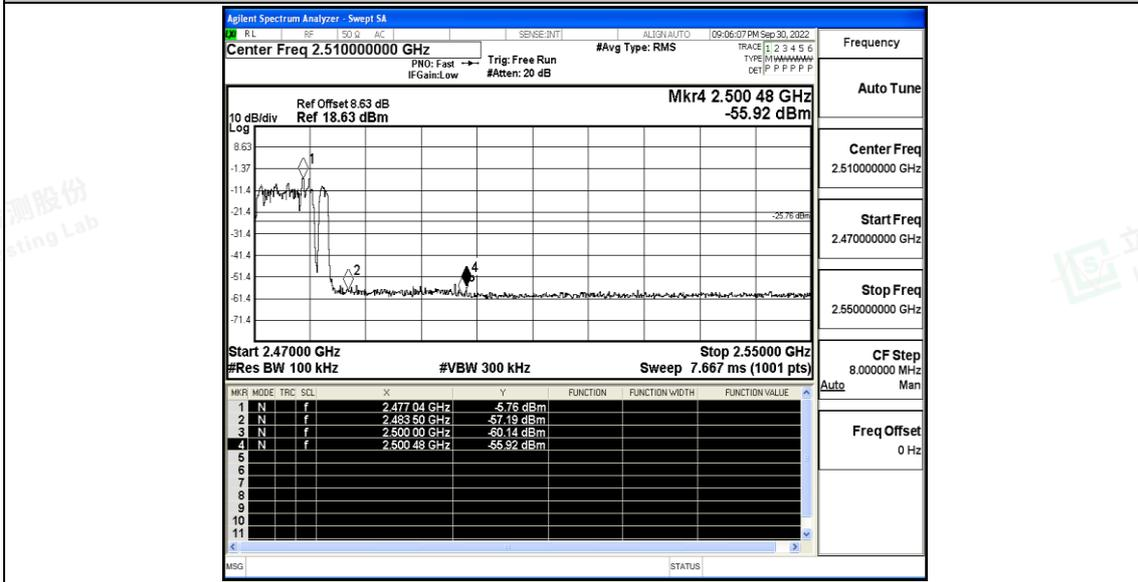 Agilent Spectrum Analyzer - Swept SA
LXI RL RF 50 Ω AC SENSE:INT ALIGNAUTO 09:06:07 PM Sep 30, 2022
Center Freq 2.510000000 GHz
PNO: Fast
IFGain:Low
Trig: Free Run
#Atten: 20 dB
#Avg Type: RMS
TRACE 1 2 3 4 5 6
TYPE M WWWWW
DET P P P P P P
Ref Offset 8.63 dB
10 dB/div Ref 18.63 dBm
Log
Mkr4 2.500 48 GHz
-55.92 dBm
8.63
-1.37
-11.4
-21.4
-31.4
-41.4
-51.4
-61.4
-71.4
1
2
4
-25.76 dBm
Start 2.47000 GHz Stop 2.55000 GHz
#Res BW 100 kHz #VBW 300 kHz Sweep 7.667 ms (1001 pts)
MKR MODE TRC SCL X Y FUNCTION FUNCTION WIDTH FUNCTION VALUE
1 N f 2.477 04 GHz -5.76 dBm
2 N f 2.483 50 GHz -57.19 dBm
3 N f 2.500 00 GHz -60.14 dBm
4 N f 2.500 48 GHz -55.92 dBm
5
6
7
8
9
10
11
MSG STATUS
Frequency
Auto Tune
Center Freq
2.510000000 GHz
Start Freq
2.470000000 GHz
Stop Freq
2.550000000 GHz
CF Step
8.000000 MHz
Auto Man
Freq Offset
0 Hz
测股份
sting Lab
立